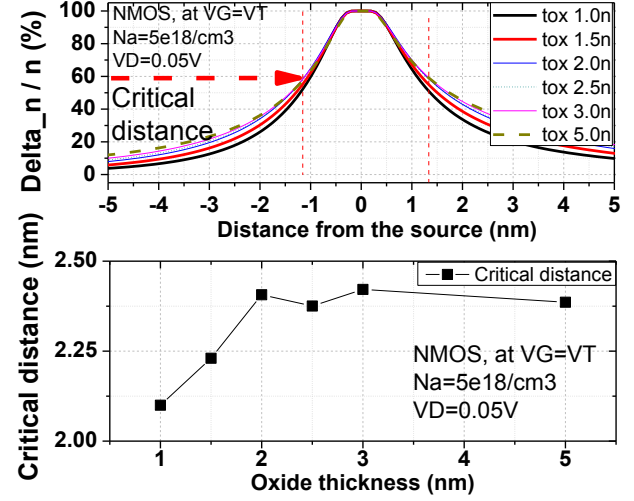 Delta_n / n (%)
100
80
60
40
20
0
NMOS, at VG=VT
Na=5e18/cm3
VD=0.05V
Critical
distance
tox 1.0n
tox 1.5n
tox 2.0n
tox 2.5n
tox 3.0n
tox 5.0n
-5 -4 -3 -2 -1 0 1 2 3 4 5
Distance from the source (nm)
Critical distance (nm)
2.50
2.25
2.00
Critical distance
NMOS, at VG=VT
Na=5e18/cm3
VD=0.05V
1 2 3 4 5
Oxide thickness (nm)